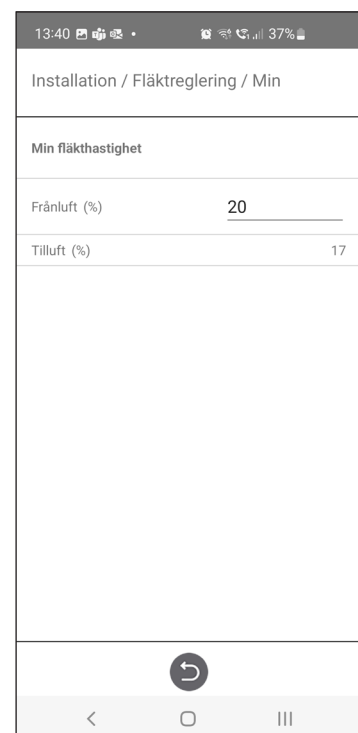 13:40 • 37%
Installation / Fläktreglering / Min
Min fläkthastighet
Frånluft (%) 20
Tilluft (%) 17